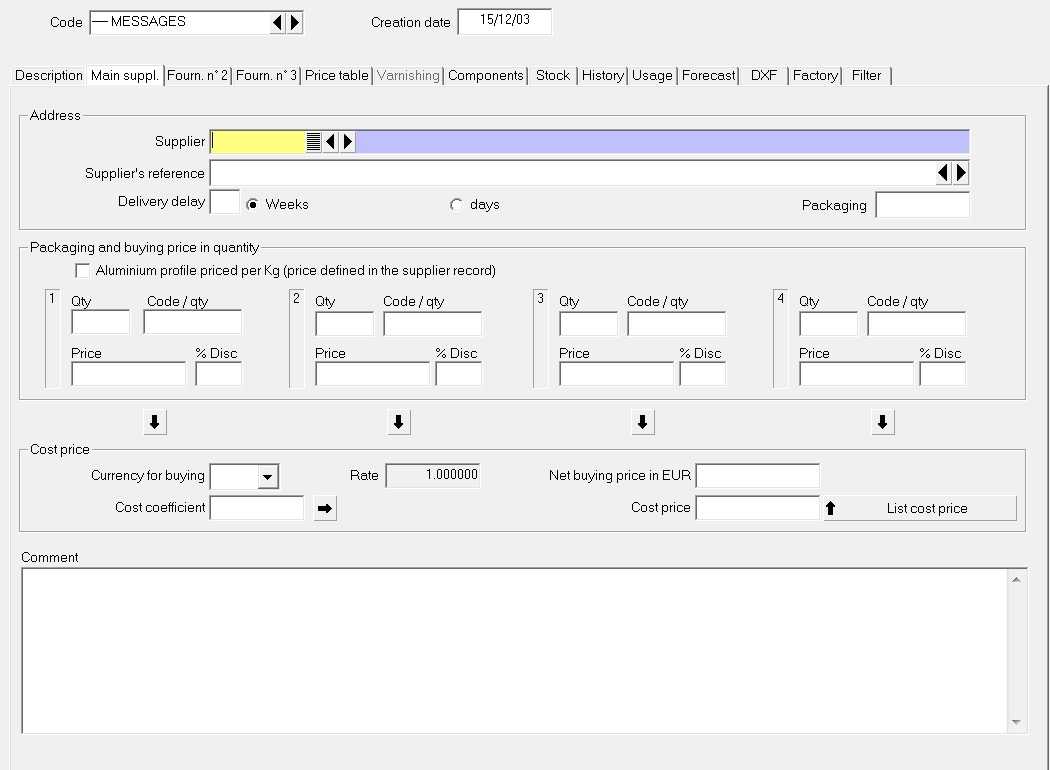 Code — MESSAGES Creation date 15/12/03
Description Main suppl. Fourn. n° 2 Fourn. n° 3 Price table Varnishing Components Stock History Usage Forecast DXF Factory Filter
Address
Supplier
Supplier's reference
Delivery delay Weeks days Packaging
Packaging and buying price in quantity
Aluminium profile priced per Kg (price defined in the supplier record)
1 Qty Code / qty 2 Qty Code / qty 3 Qty Code / qty 4 Qty Code / qty
Price % Disc Price % Disc Price % Disc Price % Disc
Cost price
Currency for buying Rate 1.000000 Net buying price in EUR
Cost coefficient Cost price List cost price
Comment